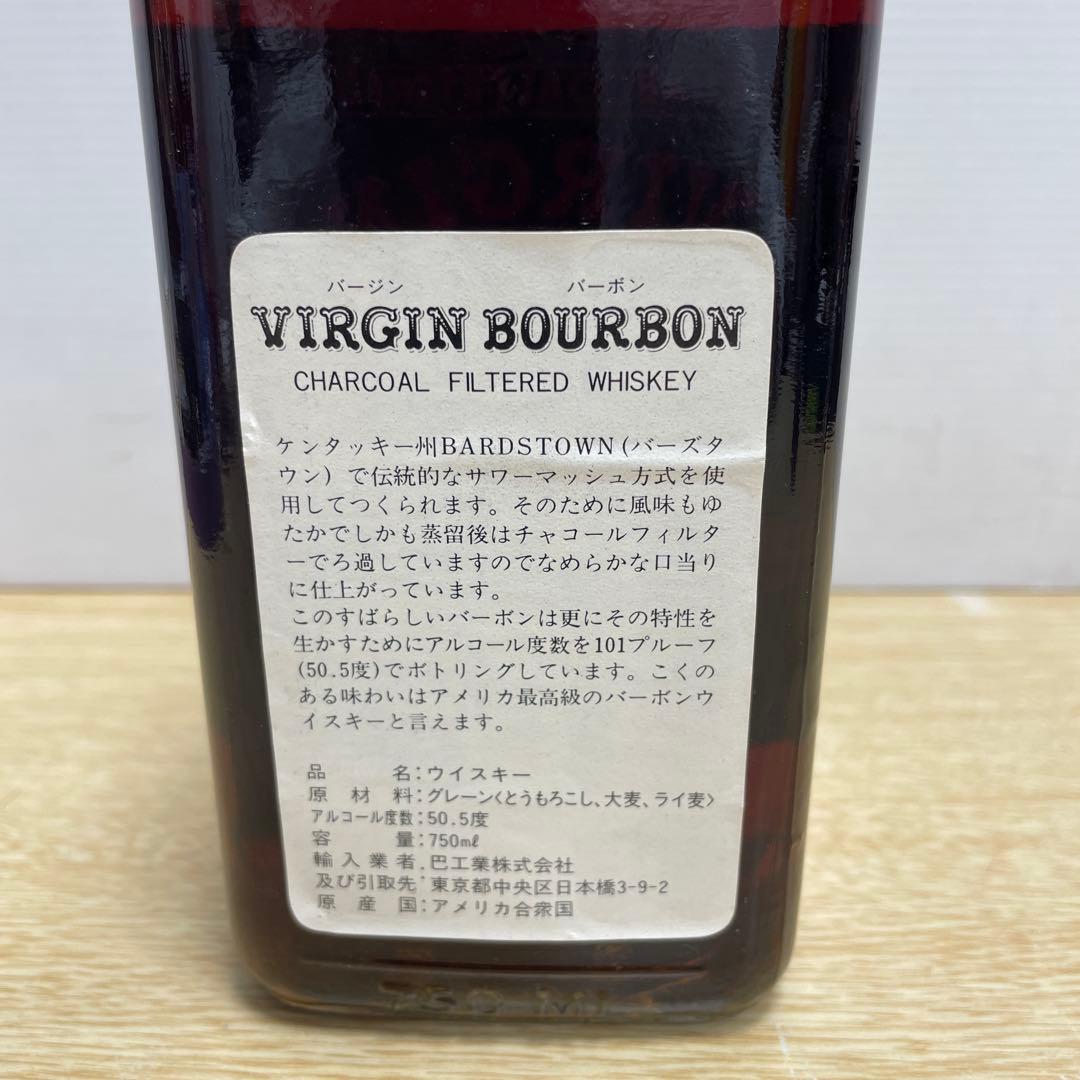 バージン バーボン
VIRGIN BOURBON
CHARCOAL FILTERED WHISKEY
ケンタッキー州BARDSTOWN(バーズタ
ウン)で伝統的なサワーマッシュ方式を使
用してつくられます。そのために風味もゆ
たかでしかも蒸留後はチャコールフィルタ
ーでろ過していますのでなめらかな口当り
に仕上がっています。
このすばらしいバーボンは更にその特性を
生かすためにアルコール度数を101プルーフ
(50.5度)でボトリングしています。こくの
ある味わいはアメリカ最高級のバーボンウ
イスキーと言えます。
品名:ウイスキー
原材料:グレーン〈とうもろこし、大麦、ライ麦〉
アルコール度数:50.5度
容量:750mℓ
輸入業者 巴工業株式会社
及び引取先:東京都中央区日本橋3-9-2
原産国:アメリカ合衆国
750 ML